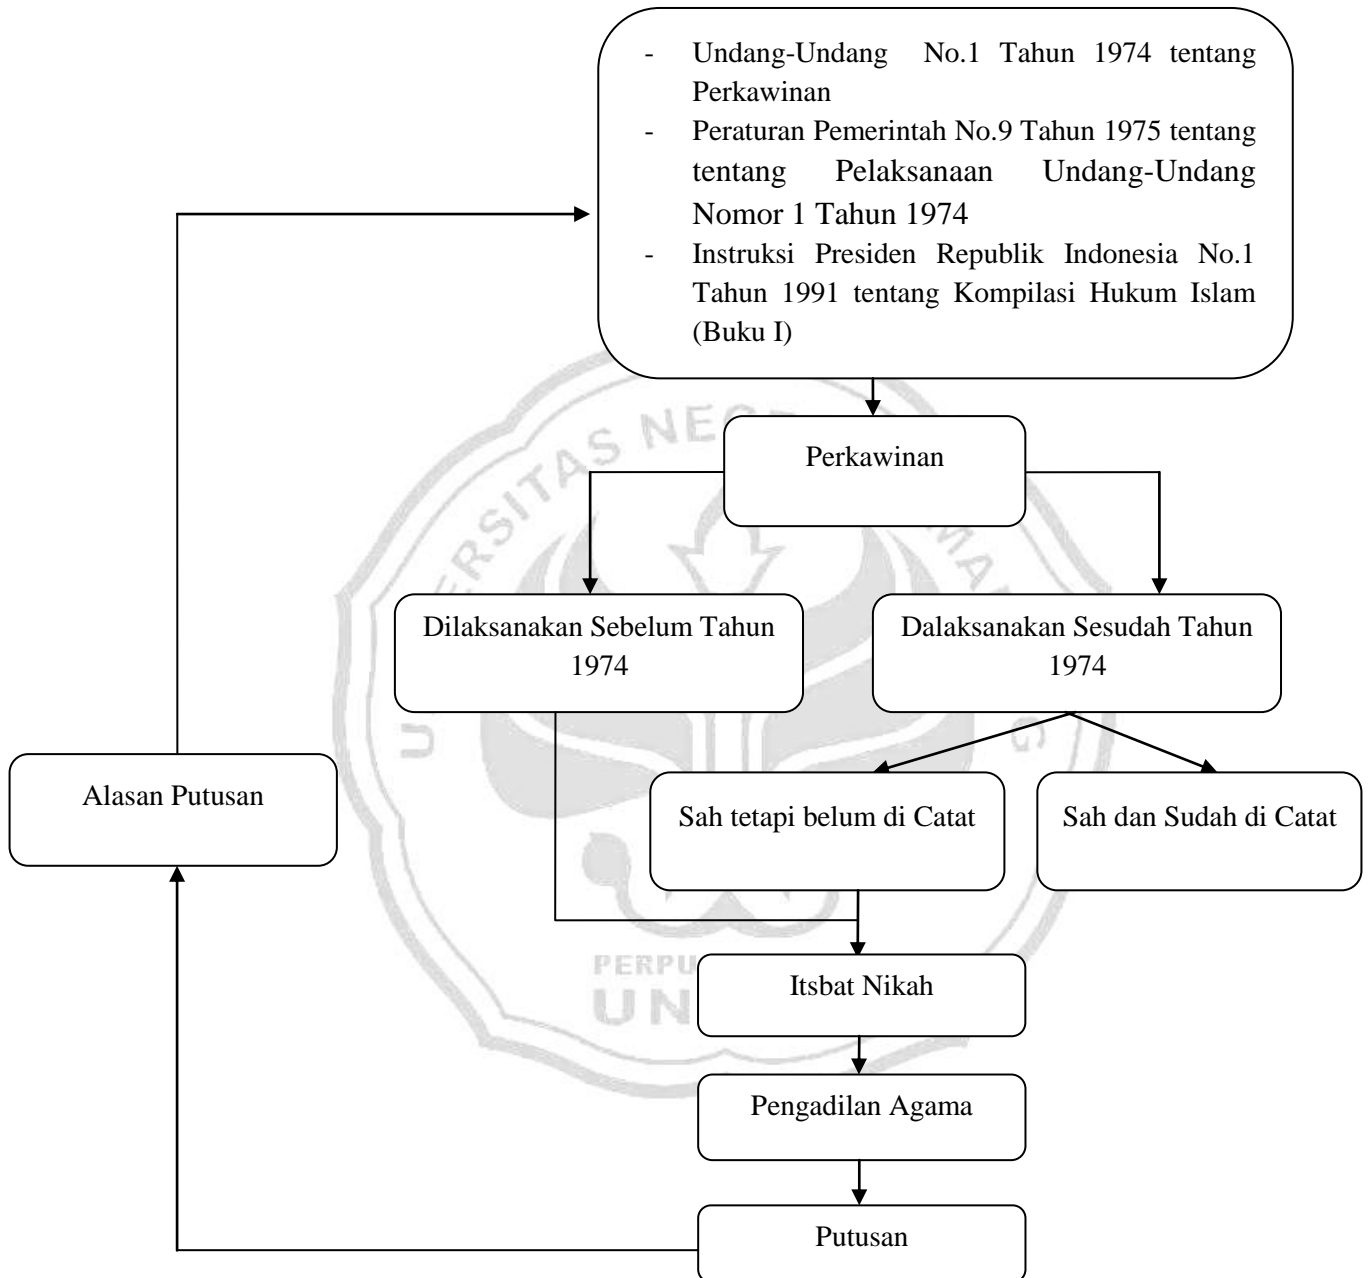 - Undang-Undang No.1 Tahun 1974 tentang
Perkawinan
- Peraturan Pemerintah No.9 Tahun 1975 tentang
tentang Pelaksanaan Undang-Undang
Nomor 1 Tahun 1974
- Instruksi Presiden Republik Indonesia No.1
Tahun 1991 tentang Kompilasi Hukum Islam
(Buku I)
Perkawinan
Dilaksanakan Sebelum Tahun
1974
Dalaksanakan Sesudah Tahun
1974
Alasan Putusan
Sah tetapi belum di Catat
Sah dan Sudah di Catat
Itsbat Nikah
Pengadilan Agama
Putusan